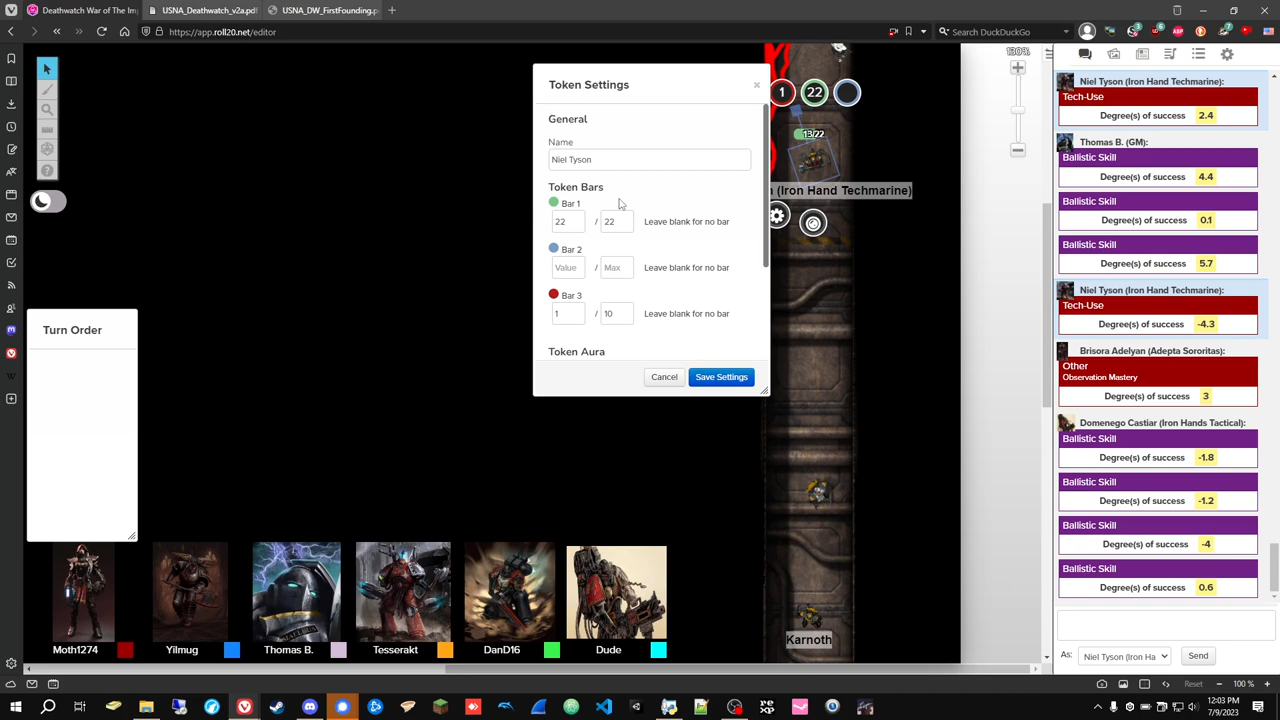 Deathwatch War of The Imp
USNA_Deathwatch_v2a.pdf
USNA_DW_FirstFounding.p
https://app.roll20.net/editor
Search DuckDuckGo
130%
Token Settings
General
Name
Niel Tyson
Token Bars
Bar 1
22 / 22 Leave blank for no bar
Bar 2
Value / Max Leave blank for no bar
Bar 3
1 / 10 Leave blank for no bar
Token Aura
Cancel
Save Settings
1 22
13/22
n (Iron Hand Techmarine)
Karnoth
Turn Order
Moth1274
Yilmug
Thomas B.
Tesserakt
DanD16
Dude
Niel Tyson (Iron Hand Techmarine):
Tech-Use
Degree(s) of success 2.4
Thomas B. (GM):
Ballistic Skill
Degree(s) of success 4.4
Ballistic Skill
Degree(s) of success 0.1
Ballistic Skill
Degree(s) of success 5.7
Niel Tyson (Iron Hand Techmarine):
Tech-Use
Degree(s) of success -4.3
Brisora Adelyan (Adepta Sororitas):
Other
Observation Mastery
Degree(s) of success 3
Domenego Castiar (Iron Hands Tactical):
Ballistic Skill
Degree(s) of success -1.8
Ballistic Skill
Degree(s) of success -1.2
Ballistic Skill
Degree(s) of success -4
Ballistic Skill
Degree(s) of success 0.6
As: Niel Tyson (Iron Ha
Send
Reset
100 %
12:03 PM
7/9/2023